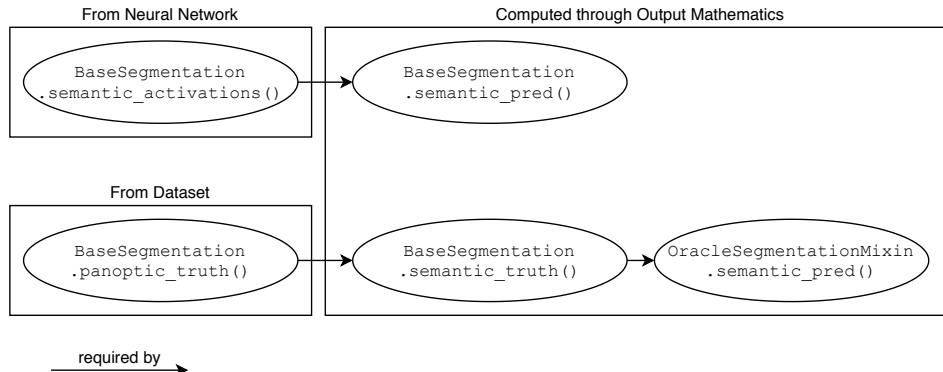 From Neural Network
Computed through Output Mathematics
BaseSegmentation
.semantic_activations()
BaseSegmentation
.semantic_pred()
From Dataset
BaseSegmentation
.panoptic_truth()
BaseSegmentation
.semantic_truth()
OracleSegmentationMixin
.semantic_pred()
required by